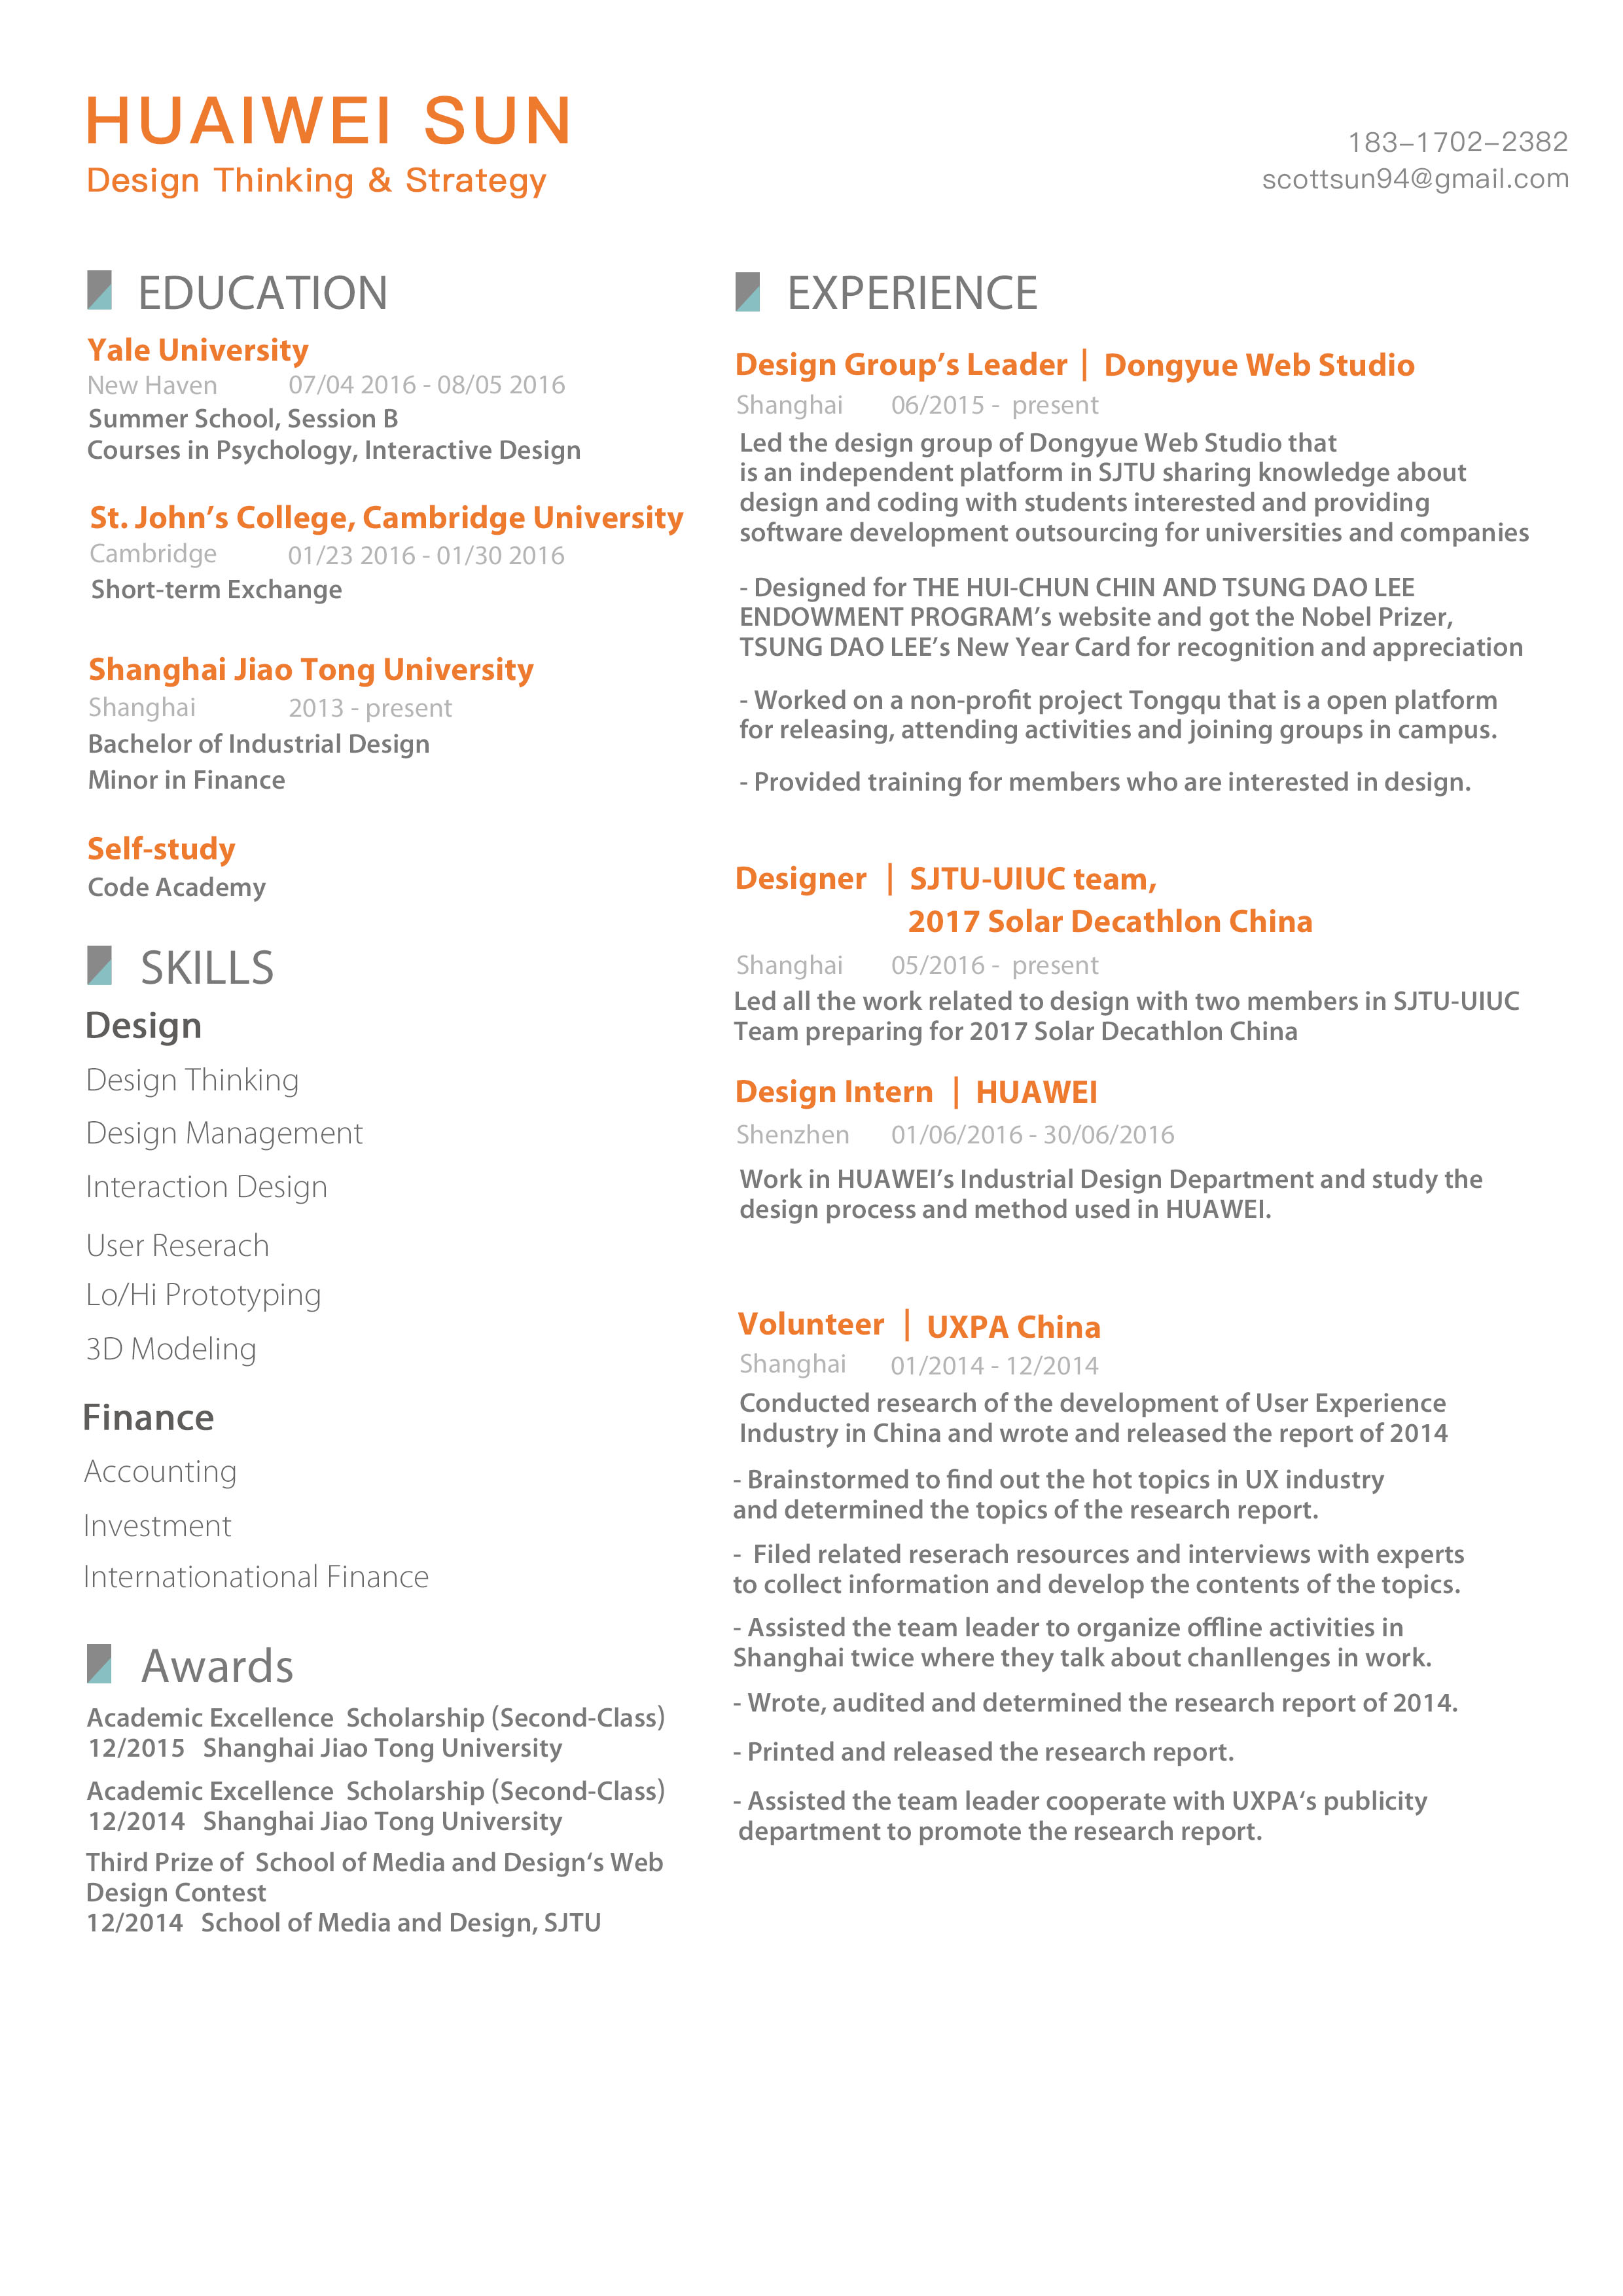 HUAIWEI SUN
Design Thinking & Strategy
183-1702-2382
scottsun94@gmail.com
EDUCATION
Yale University
New Haven 07/04 2016 - 08/05 2016
Summer School, Session B
Courses in Psychology, Interactive Design
St. John’s College, Cambridge University
Cambridge 01/23 2016 - 01/30 2016
Short-term Exchange
Shanghai Jiao Tong University
Shanghai 2013 - present
Bachelor of Industrial Design
Minor in Finance
Self-study
Code Academy
SKILLS
Design
Design Thinking
Design Management
Interaction Design
User Reserach
Lo/Hi Prototyping
3D Modeling
Finance
Accounting
Investment
Internationational Finance
Awards
Academic Excellence Scholarship (Second-Class)
12/2015 Shanghai Jiao Tong University
Academic Excellence Scholarship (Second-Class)
12/2014 Shanghai Jiao Tong University
Third Prize of School of Media and Design‘s Web
Design Contest
12/2014 School of Media and Design, SJTU
EXPERIENCE
Design Group’s Leader | Dongyue Web Studio
Shanghai 06/2015 - present
Led the design group of Dongyue Web Studio that
is an independent platform in SJTU sharing knowledge about
design and coding with students interested and providing
software development outsourcing for universities and companies
- Designed for THE HUI-CHUN CHIN AND TSUNG DAO LEE
ENDOWMENT PROGRAM’s website and got the Nobel Prizer,
TSUNG DAO LEE’s New Year Card for recognition and appreciation
- Worked on a non-profit project Tongqu that is a open platform
for releasing, attending activities and joining groups in campus.
- Provided training for members who are interested in design.
Designer | SJTU-UIUC team,
2017 Solar Decathlon China
Shanghai 05/2016 - present
Led all the work related to design with two members in SJTU-UIUC
Team preparing for 2017 Solar Decathlon China
Design Intern | HUAWEI
Shenzhen 01/06/2016 - 30/06/2016
Work in HUAWEI’s Industrial Design Department and study the
design process and method used in HUAWEI.
Volunteer | UXPA China
Shanghai 01/2014 - 12/2014
Conducted research of the development of User Experience
Industry in China and wrote and released the report of 2014
- Brainstormed to find out the hot topics in UX industry
and determined the topics of the research report.
- Filed related reserach resources and interviews with experts
to collect information and develop the contents of the topics.
- Assisted the team leader to organize offline activities in
Shanghai twice where they talk about chanllenges in work.
- Wrote, audited and determined the research report of 2014.
- Printed and released the research report.
- Assisted the team leader cooperate with UXPA‘s publicity
department to promote the research report.